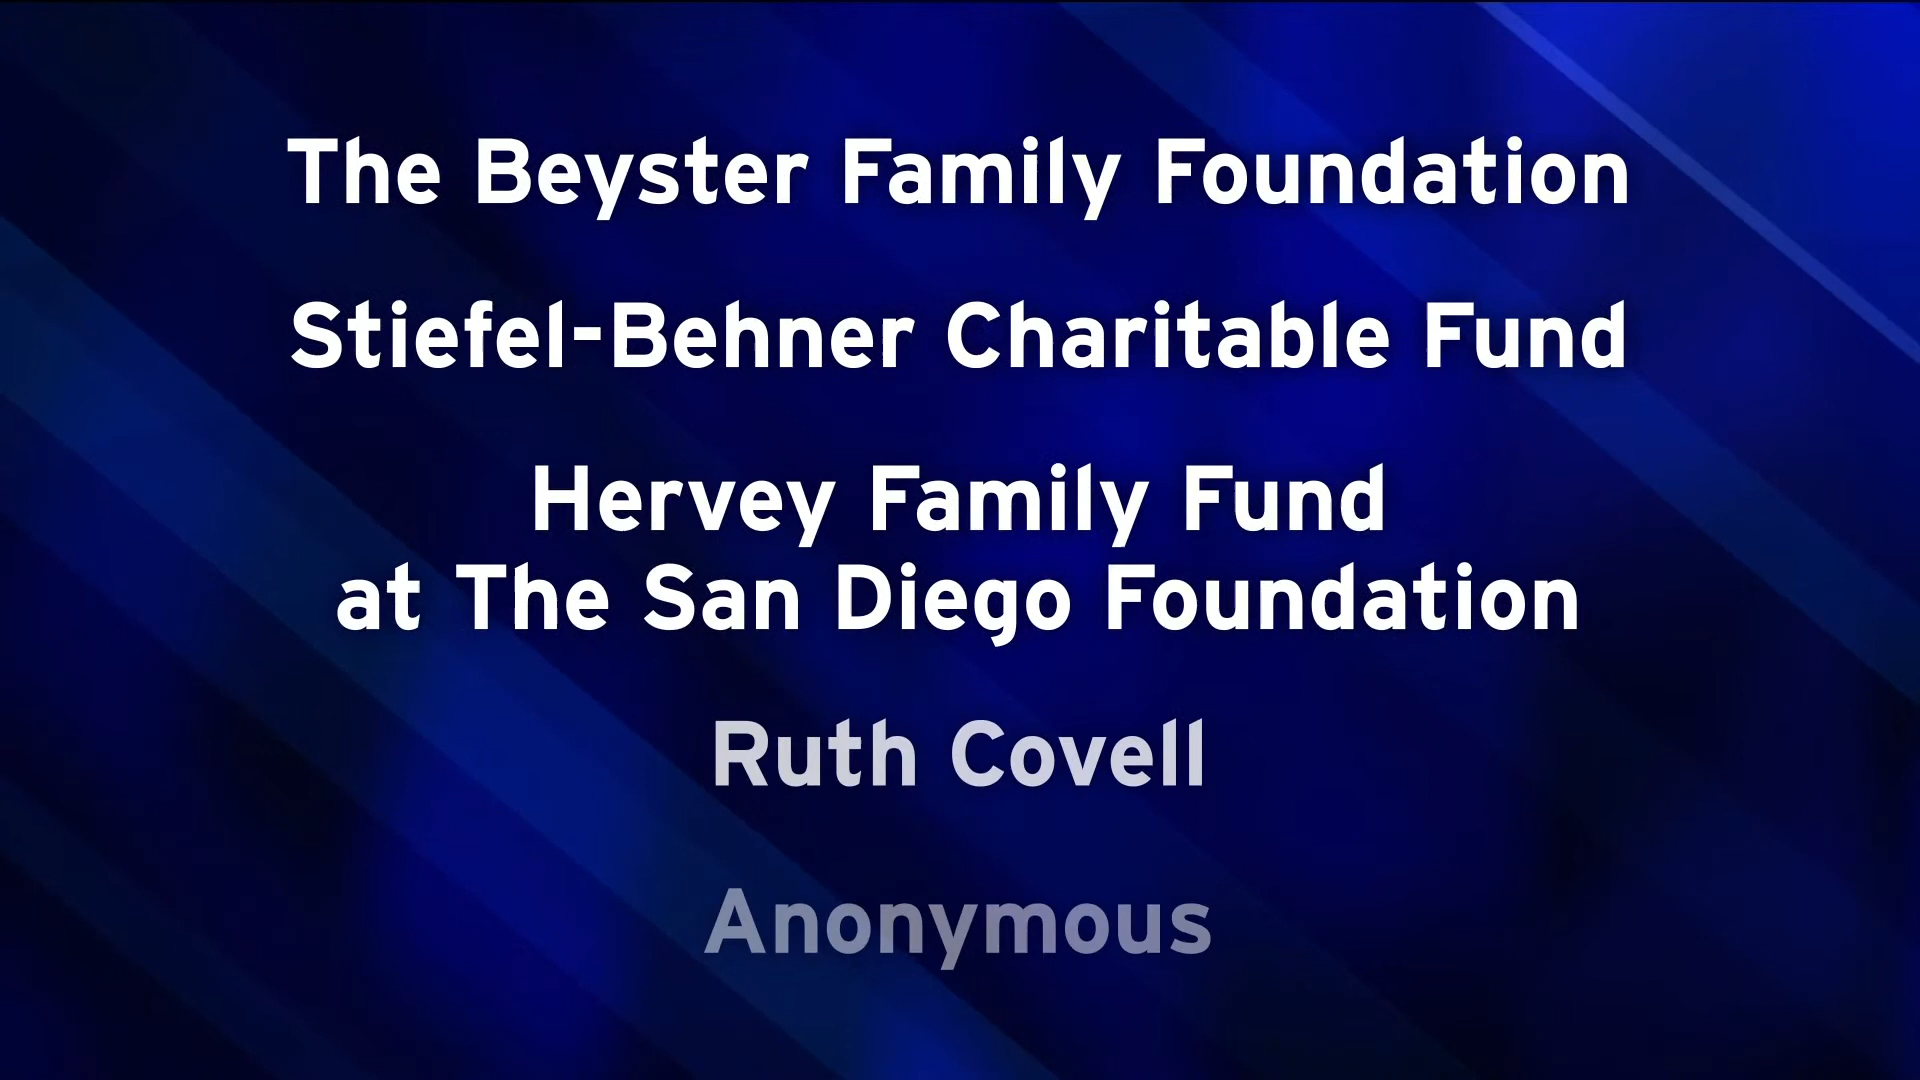 The Beyster Family Foundation
Stiefel-Behner Charitable Fund
Hervey Family Fund
at The San Diego Foundation
Ruth Covell
Anonymous